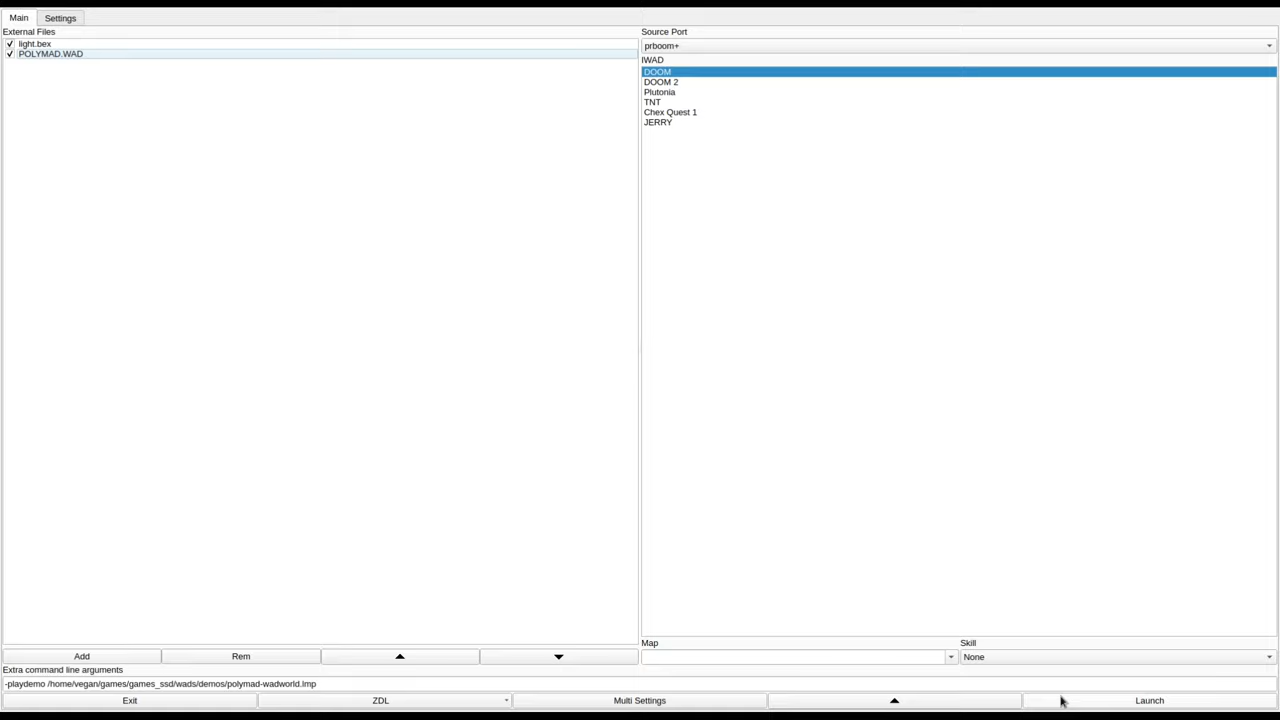 Main Settings
External Files
light.bex
POLYMAD.WAD
Source Port
prboom+
IWAD
DOOM
DOOM 2
Plutonia
TNT
Chex Quest 1
JERRY
Map Skill
None
Add Rem
Extra command line arguments
-playdemo /home/vegan/games/games_ssd/wads/demos/polymad-wadworld.lmp
Exit ZDL Multi Settings Launch